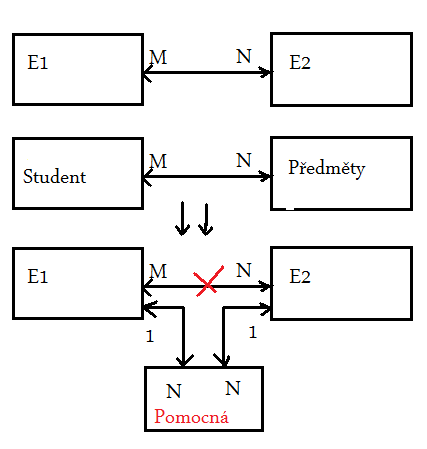 E1 M N E2
Student M N Předměty
E1 M N E2
1 1
N N
Pomocná